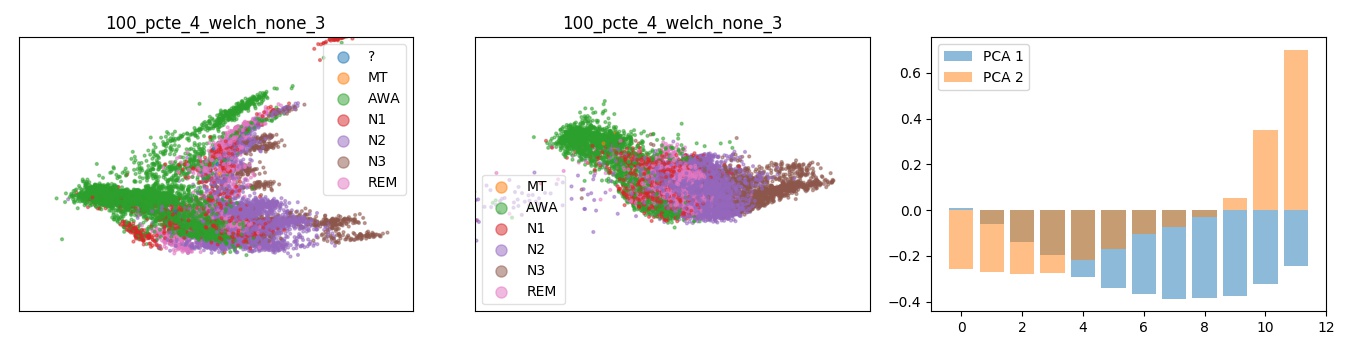 100_pcte_4_welch_none_3
?
MT
AWA
N1
N2
N3
REM
100_pcte_4_welch_none_3
MT
AWA
N1
N2
N3
REM
PCA 1
PCA 2
0.6
0.4
0.2
0.0
−0.2
−0.4
0 2 4 6 8 10 12